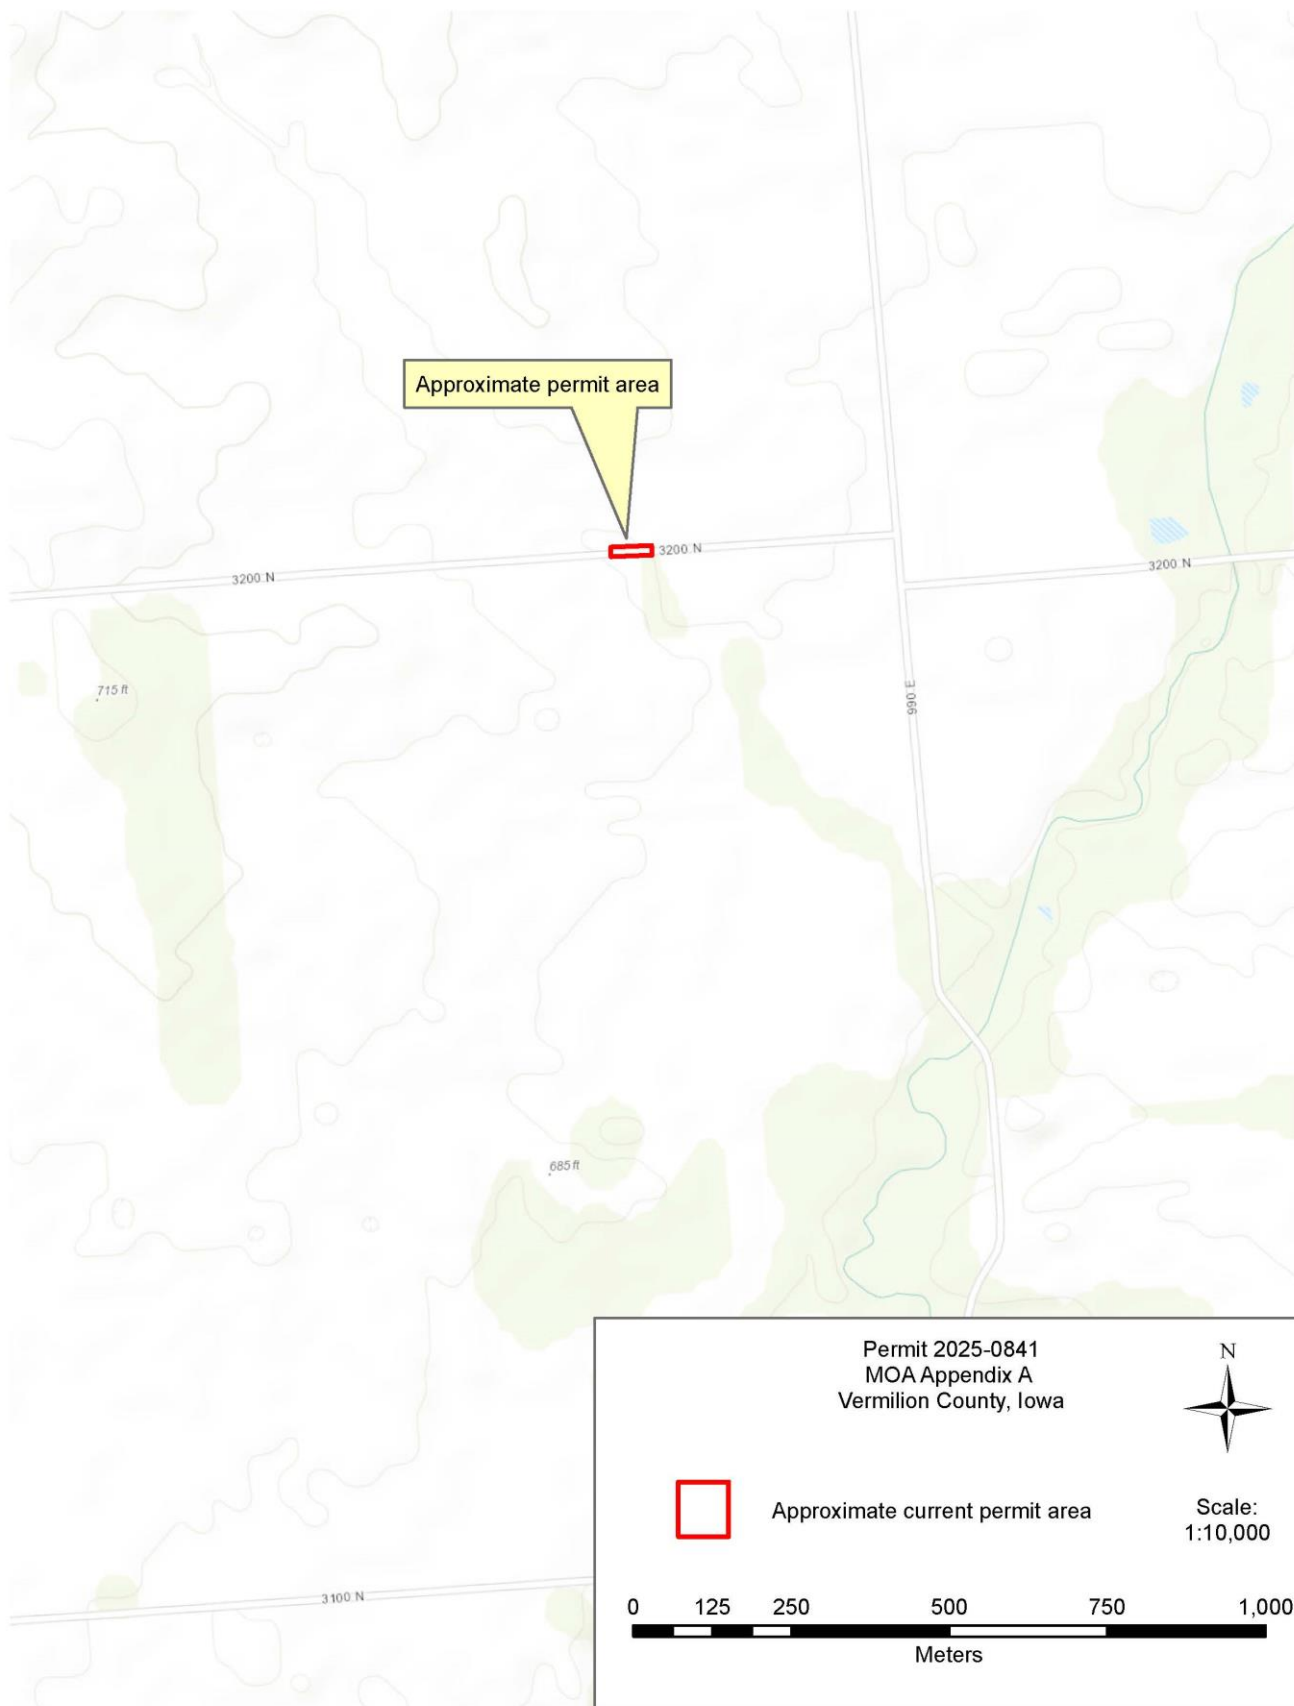 Approximate permit area
3200 N
3200 N
3200 N
715 ft
990 E
685 ft
3100 N
Permit 2025-0841
MOA Appendix A
Vermilion County, Iowa
N
Approximate current permit area
Scale:
1:10,000
0 125 250 500 750 1,000
Meters